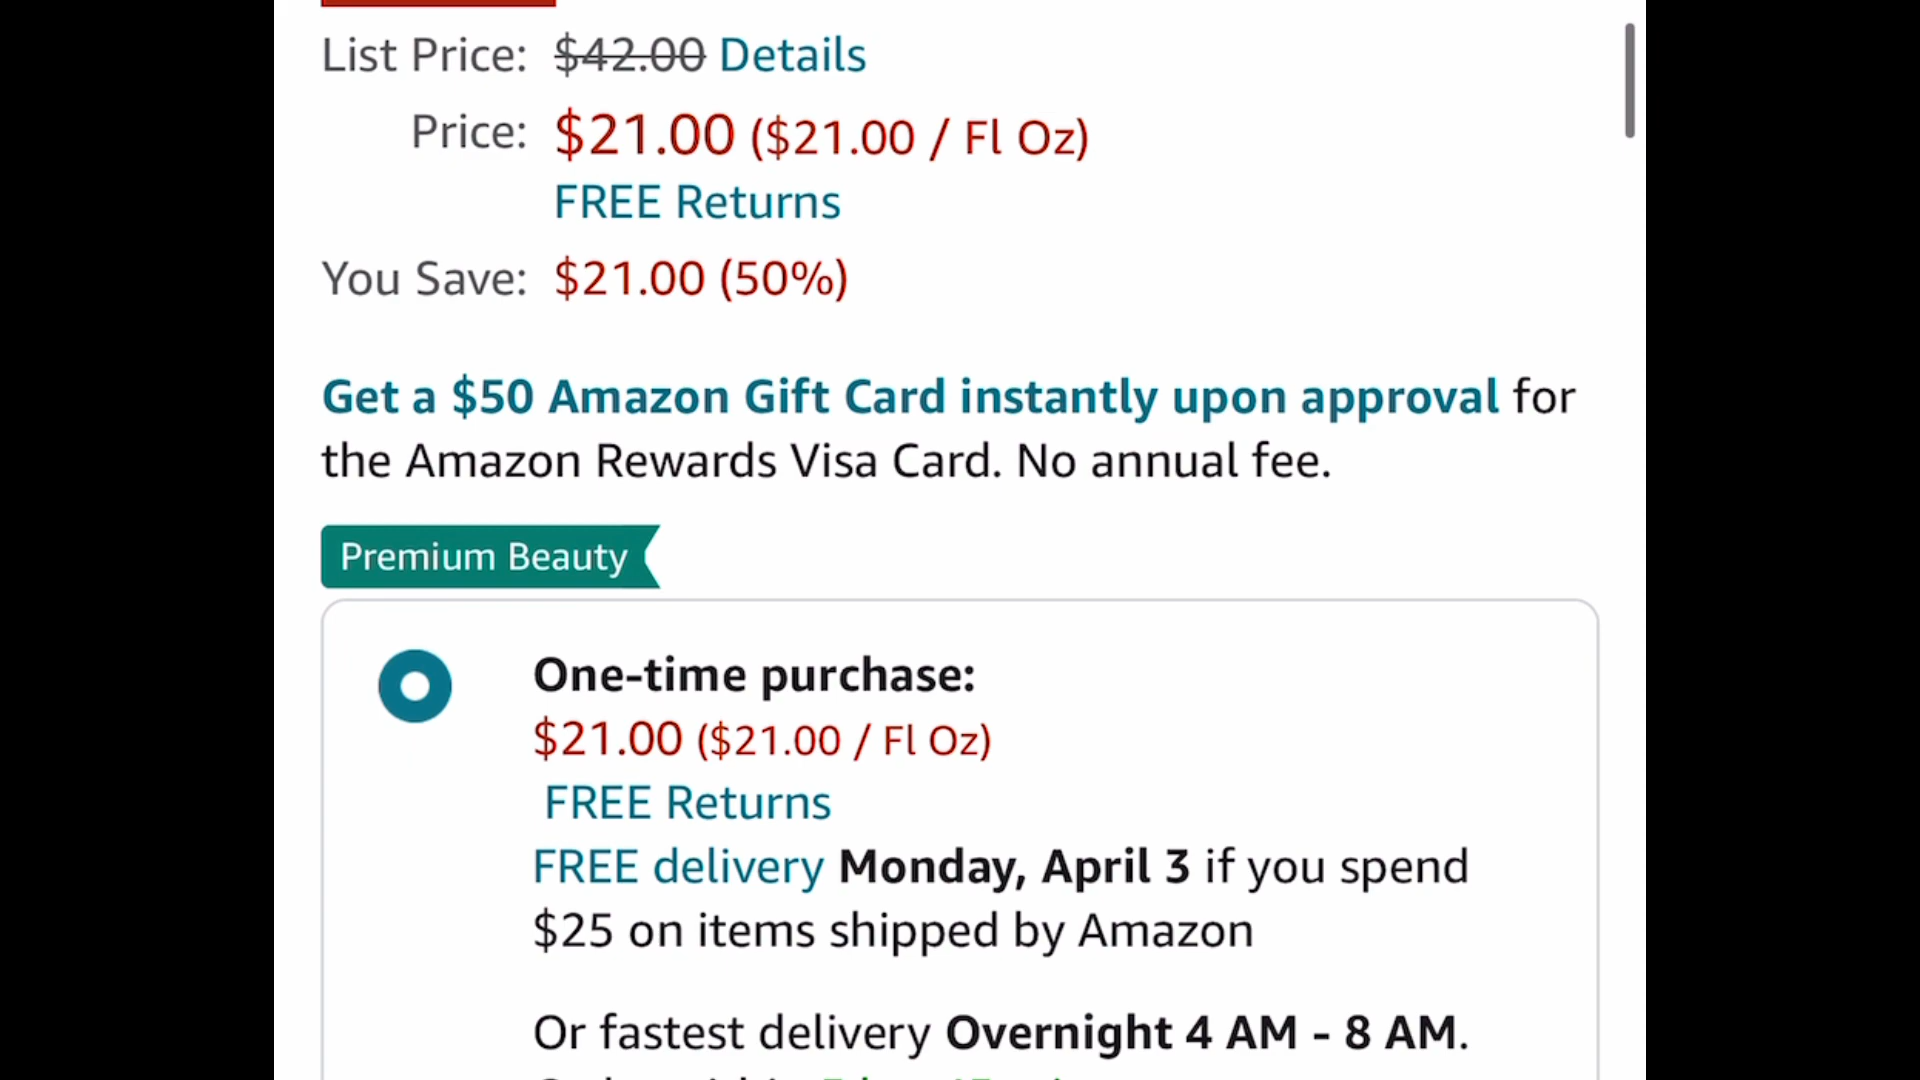 List Price: $42.00 Details
Price: $21.00 ($21.00 / Fl Oz)
FREE Returns
You Save: $21.00 (50%)
Get a $50 Amazon Gift Card instantly upon approval for
the Amazon Rewards Visa Card. No annual fee.
Premium Beauty
One-time purchase:
$21.00 ($21.00 / Fl Oz)
FREE Returns
FREE delivery Monday, April 3 if you spend
$25 on items shipped by Amazon
Or fastest delivery Overnight 4 AM - 8 AM.